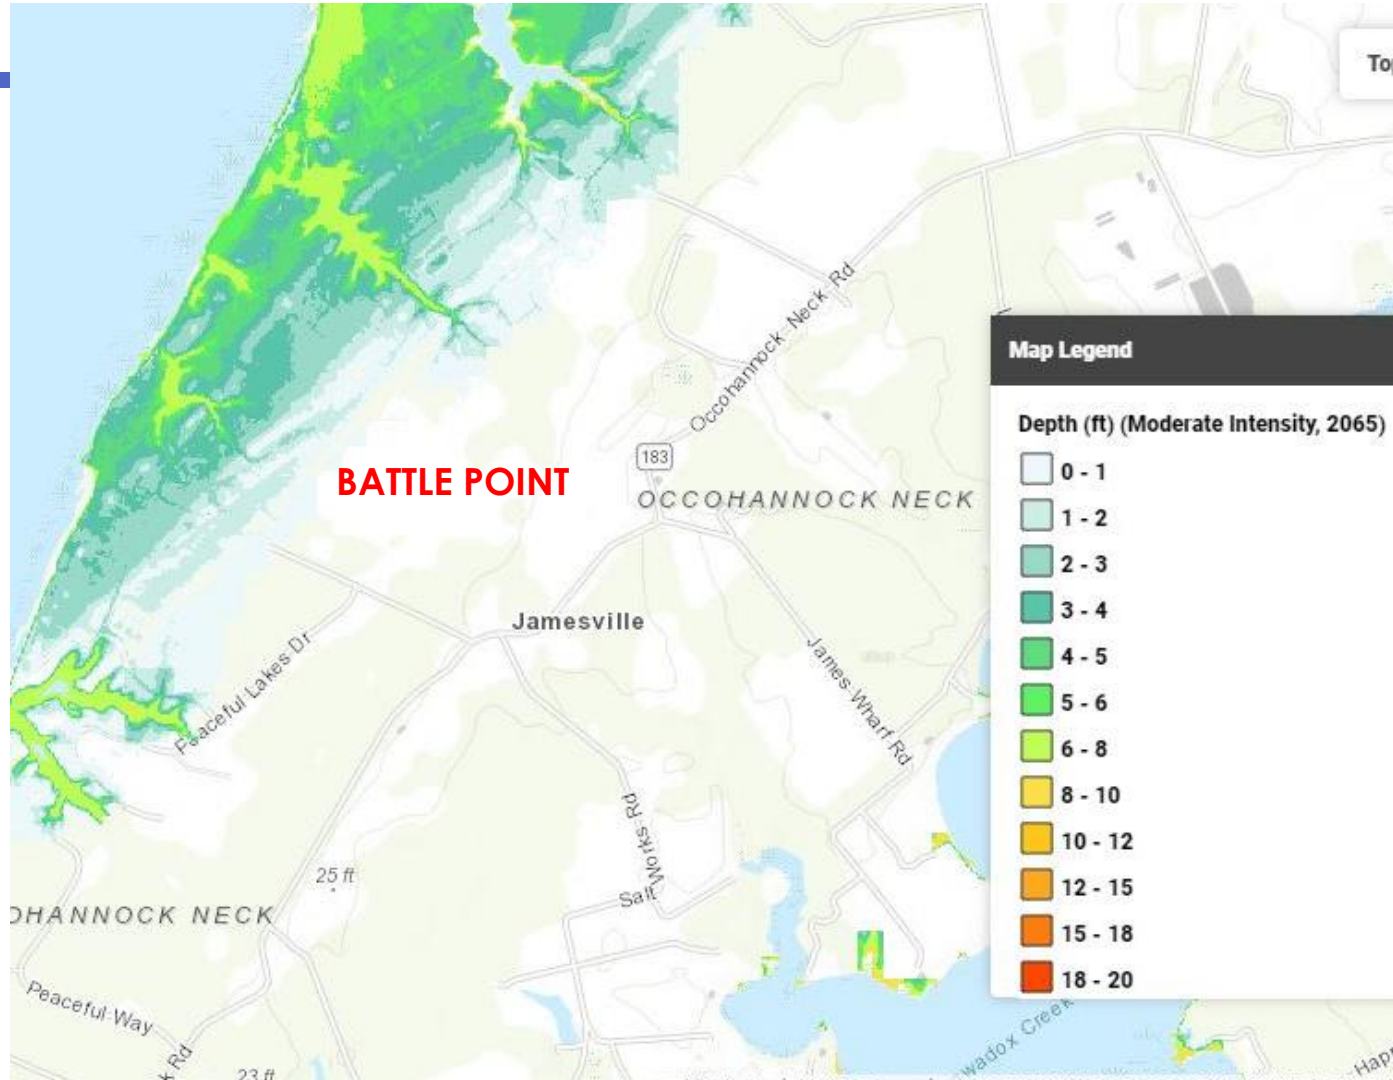 To
Occohannock Neck Rd
Map Legend
Depth (ft) (Moderate Intensity, 2065)
0 - 1
1 - 2
2 - 3
3 - 4
4 - 5
5 - 6
6 - 8
8 - 10
10 - 12
12 - 15
15 - 18
18 - 20
183
BATTLE POINT
OCCOHANNOCK NECK
Jamesville
Peaceful Lakes Dr
James Wharf Rd
Salt Works Rd
25 ft
OHANNOCK NECK
Peaceful Way
k Rd
23 ft
wadox Creek
Happ